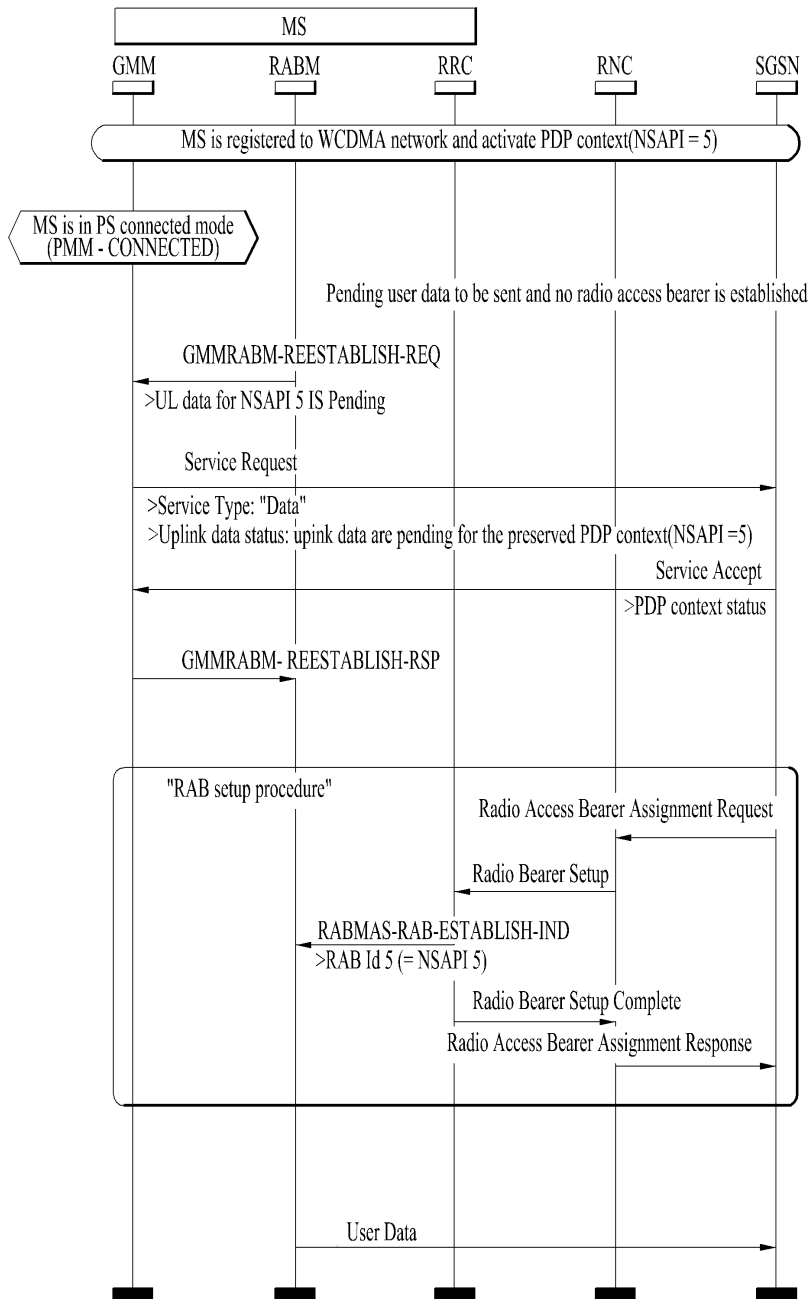 MS
GMM RABM RRC RNC SGSN
MS is registered to WCDMA network and activate PDP context(NSAPI = 5)
MS is in PS connected mode
(PMM - CONNECTED)
Pending user data to be sent and no radio access bearer is established
GMMRABM-REESTABLISH-REQ
>UL data for NSAPI 5 IS Pending
Service Request
>Service Type: "Data"
>Uplink data status: upink data are pending for the preserved PDP context(NSAPI =5)
Service Accept
>PDP context status
GMMRABM- REESTABLISH-RSP
"RAB setup procedure"
Radio Access Bearer Assignment Request
Radio Bearer Setup
RABMAS-RAB-ESTABLISH-IND
>RAB Id 5 (= NSAPI 5)
Radio Bearer Setup Complete
Radio Access Bearer Assignment Response
User Data